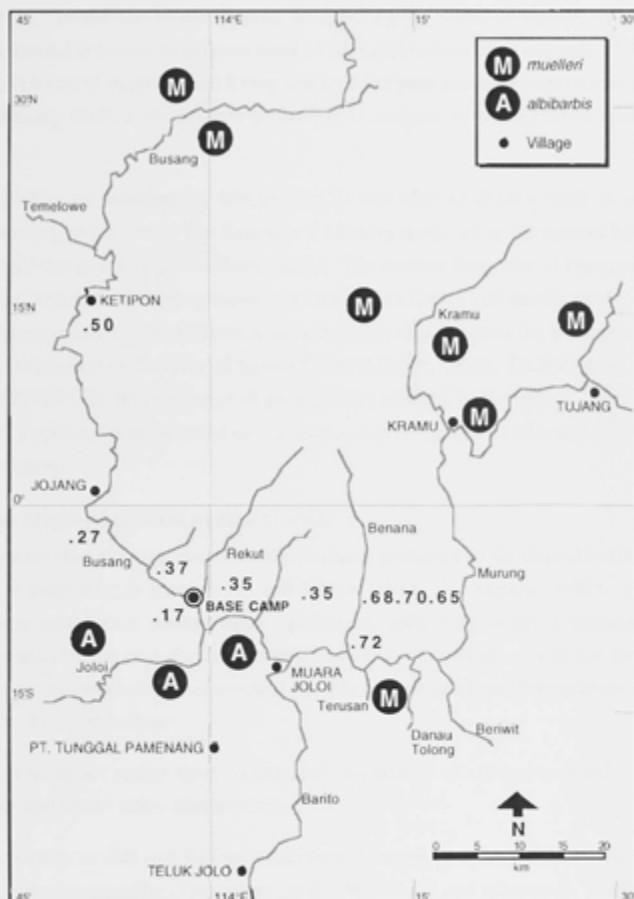 45'
114°E
15'
30
M
muelleri
A
albibarbis
Village
30'N
M
M
Busang
Temelowe
15'N
KETIPON
.50
M
Kramu
M
M
M
TUJANG
KRAMU
JOJANG
0°
Benana
.27
Rekut
Busang
.37
.35
.35
Murung
.17
BASE CAMP
.68.70.65
A
A
.72
Joloi
A
MUARA
JOLOI
15'S
M
Terusan
Danau
Tolong
Beriwit
PT. TUNGGAL PAMENANG
Barito
N
0 5 10 15 20
km
TELUK JOLO
45'
114°E
15'
30